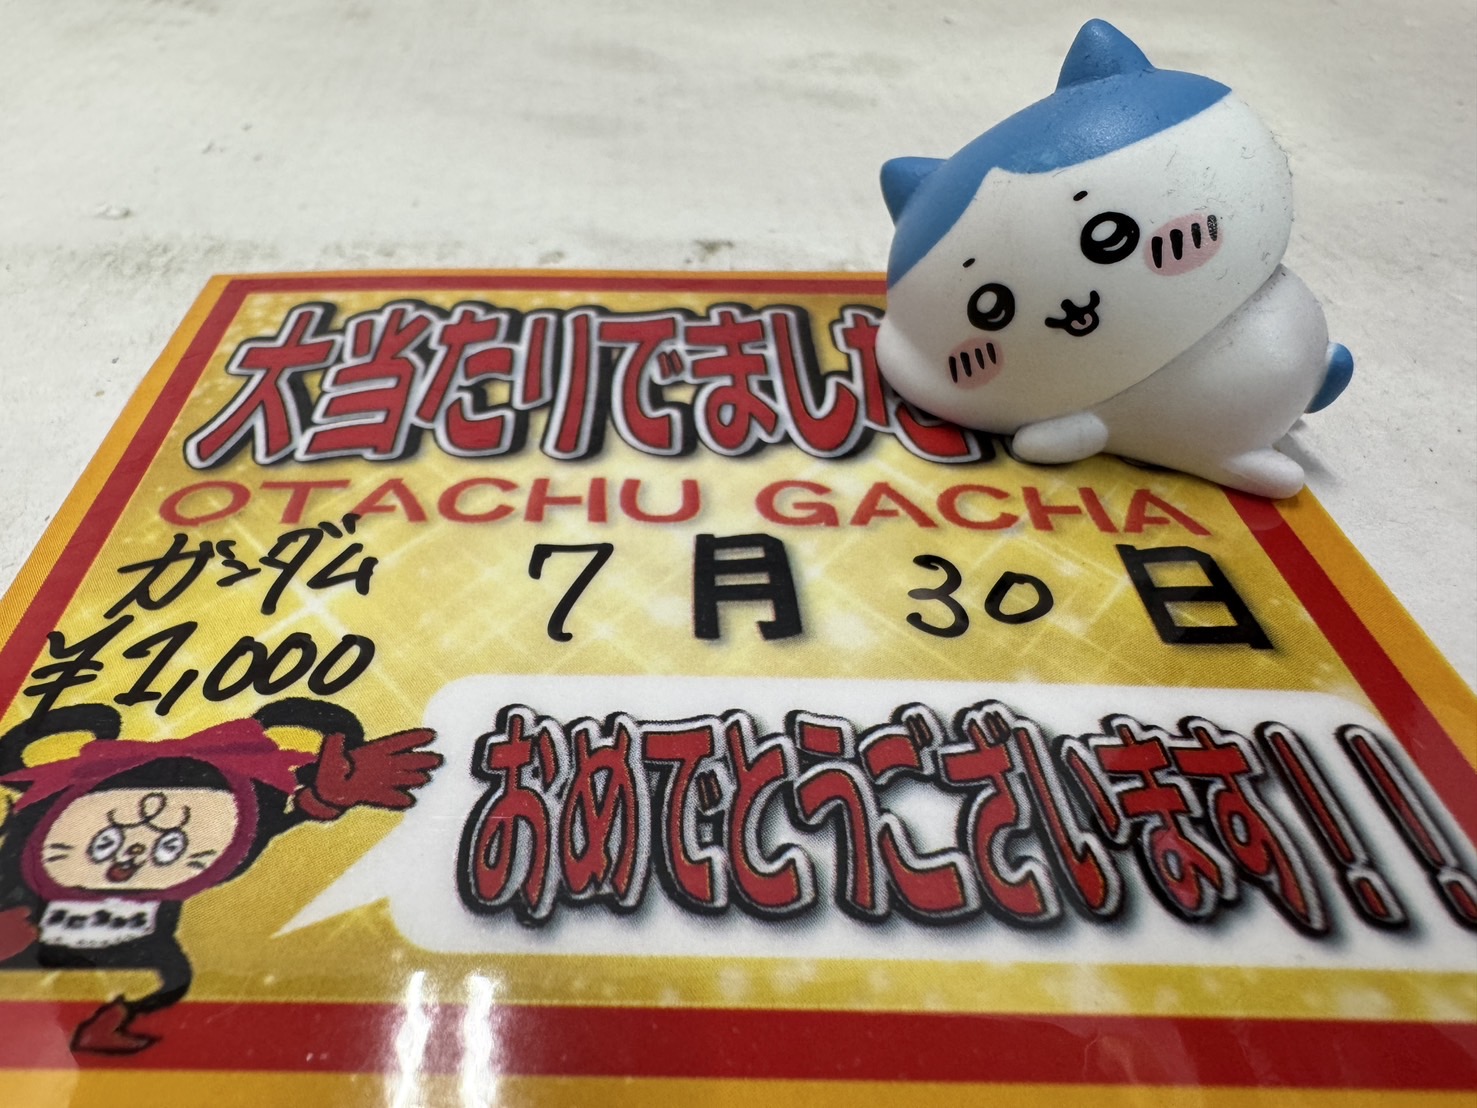 大当たりでました
OTACHU GACHA
ガンダム
7月30日
¥1,000
おめでとうございます!!